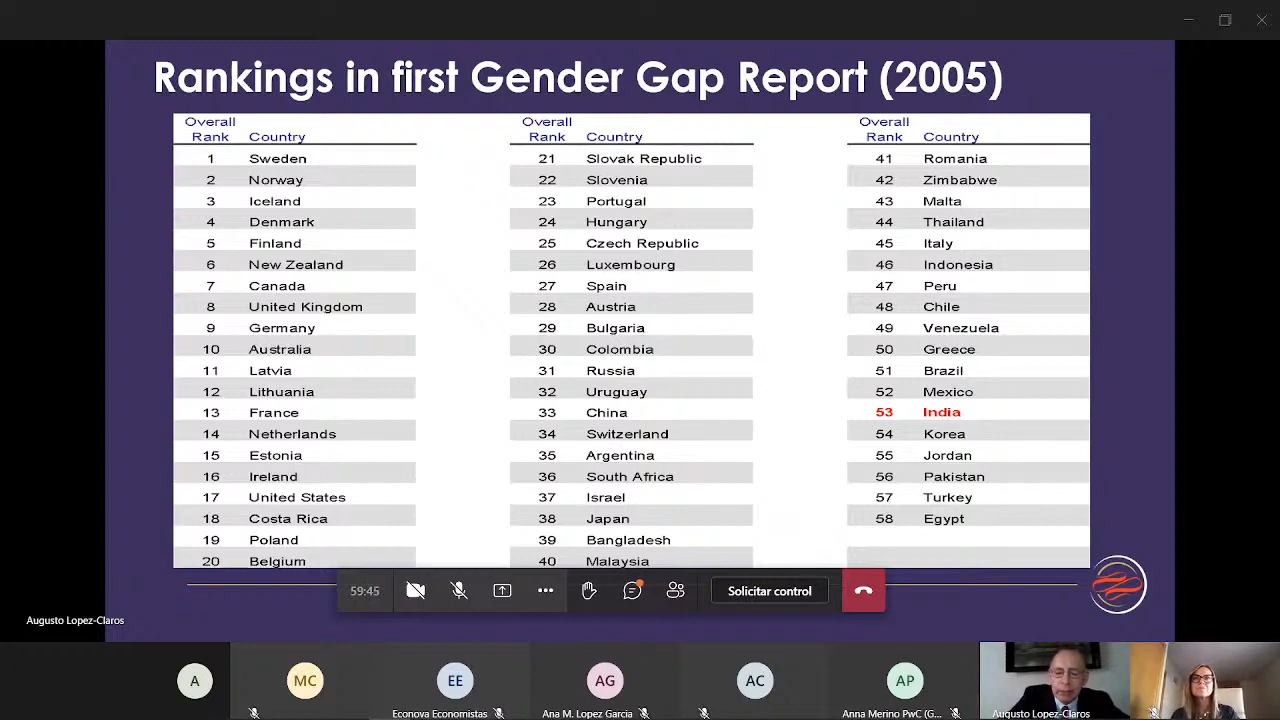 Rankings in first Gender Gap Report (2005)
Overall
Rank Country
1 Sweden
2 Norway
3 Iceland
4 Denmark
5 Finland
6 New Zealand
7 Canada
8 United Kingdom
9 Germany
10 Australia
11 Latvia
12 Lithuania
13 France
14 Netherlands
15 Estonia
16 Ireland
17 United States
18 Costa Rica
19 Poland
20 Belgium
Overall
Rank Country
21 Slovak Republic
22 Slovenia
23 Portugal
24 Hungary
25 Czech Republic
26 Luxembourg
27 Spain
28 Austria
29 Bulgaria
30 Colombia
31 Russia
32 Uruguay
33 China
34 Switzerland
35 Argentina
36 South Africa
37 Israel
38 Japan
39 Bangladesh
40 Malaysia
Overall
Rank Country
41 Romania
42 Zimbabwe
43 Malta
44 Thailand
45 Italy
46 Indonesia
47 Peru
48 Chile
49 Venezuela
50 Greece
51 Brazil
52 Mexico
53 India
54 Korea
55 Jordan
56 Pakistan
57 Turkey
58 Egypt
59:45
Solicitar control
Augusto Lopez-Claros
A
MC
EE
AG
AC
AP
Econova Economistas
Ana M. Lopez Garcia
Anna Merino PwC (G...
Augusto Lopez-Claros